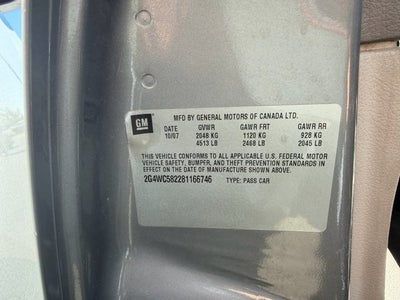 GM
MFD BY GENERAL MOTORS OF CANADA LTD.
DATE GVWR GAWR FRT GAWR RR
10/07 2048 KG 1120 KG 928 KG
4513 LB 2468 LB 2045 LB
THIS VEHICLE CONFORMS TO ALL APPLICABLE U.S. FEDERAL MOTOR
VEHICLE SAFETY, BUMPER, AND THEFT PREVENTION STANDARDS IN
EFFECT ON THE DATE OF MANUFACTURE SHOWN ABOVE.
2G4WC582281166746 TYPE: PASS CAR